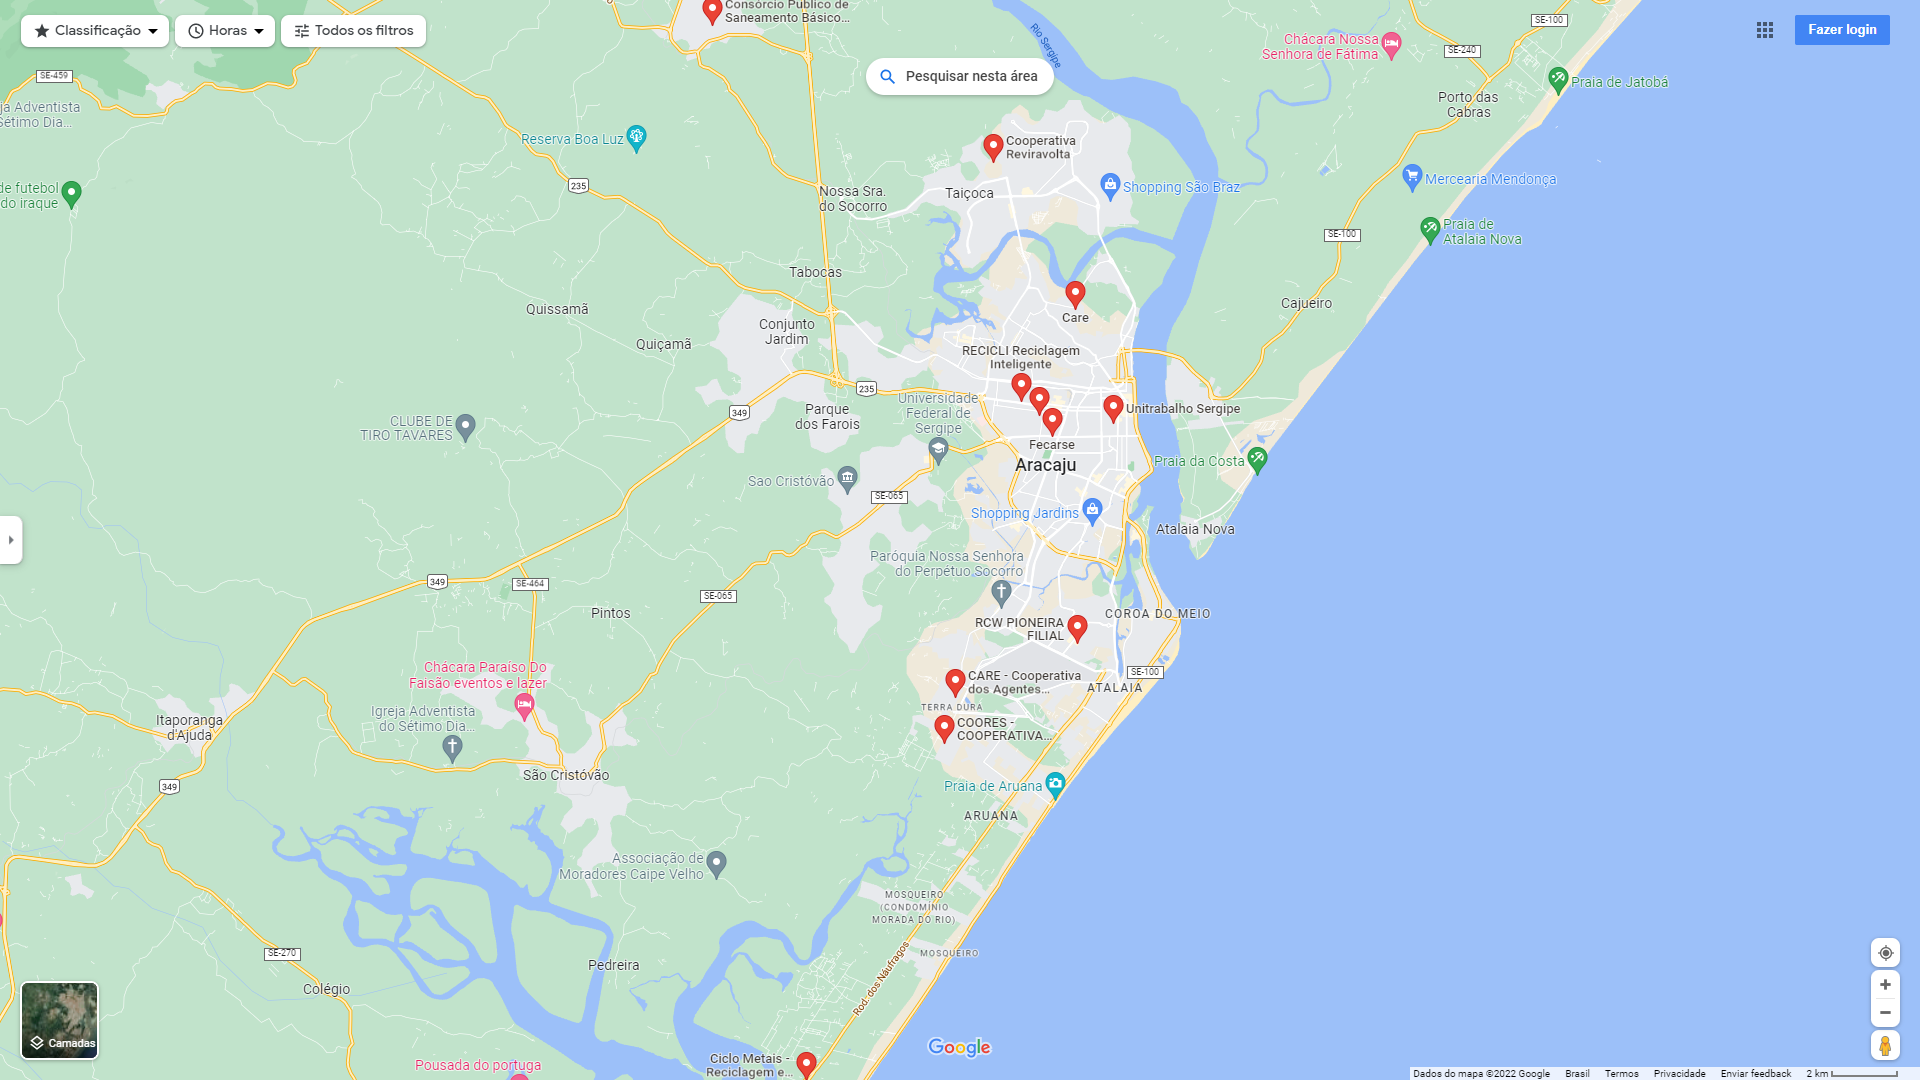 Classificação
Horas
Todos os filtros
Consórcio Público de
Saneamento Básico...
Rio Sergipe
Pesquisar nesta área
SE-100
Chácara Nossa
Senhora de Fátima
SE-240
Fazer login
SE-459
Praia de Jatobá
ja Adventista
Sétimo Dia...
Porto das
Cabras
Reserva Boa Luz
Cooperativa
Reviravolta
235
Nossa Sra.
do Socorro
Taiçoca
Shopping São Braz
Mercearia Mendonça
de futebol
do iraque
SE-100
Praia de
Atalaia Nova
Tabocas
Quissamã
Cajueiro
Care
Conjunto
Jardim
Quiçamã
RECICLI Reciclagem
Inteligente
235
349
Parque
dos Farois
Universidade
Federal de
Sergipe
Unitrabalho Sergipe
CLUBE DE
TIRO TAVARES
Fecarse
Aracaju
Praia da Costa
Sao Cristóvão
SE-065
Shopping Jardins
Atalaia Nova
Paróquia Nossa Senhora
do Perpétuo Socorro
349
SE-464
SE-065
Pintos
COROA DO MEIO
RCW PIONEIRA
FILIAL
Chácara Paraiso Do
Faisão eventos e lazer
CARE - Cooperativa
dos Agentes...
SE-100
ATALAIA
TERRA DURA
Igreja Adventista
do Sétimo Dia...
Itaporanga
d'Ajuda
COORES -
COOPERATIVA...
São Cristóvão
349
Praia de Aruana
ARUANA
Associação de
Moradores Caipe Velho
MOSQUEIRO
(CONDOMÍNIO
MORADA DO RIO)
SE-270
MOSQUEIRO
Pedreira
Rod. dos Náufragos
Colégio
Camadas
Google
Pousada do portuga
Ciclo Metais -
Reciclagem e...
Dados do mapa ©2022 Google
Brasil
Termos
Privacidade
Enviar feedback
2 km